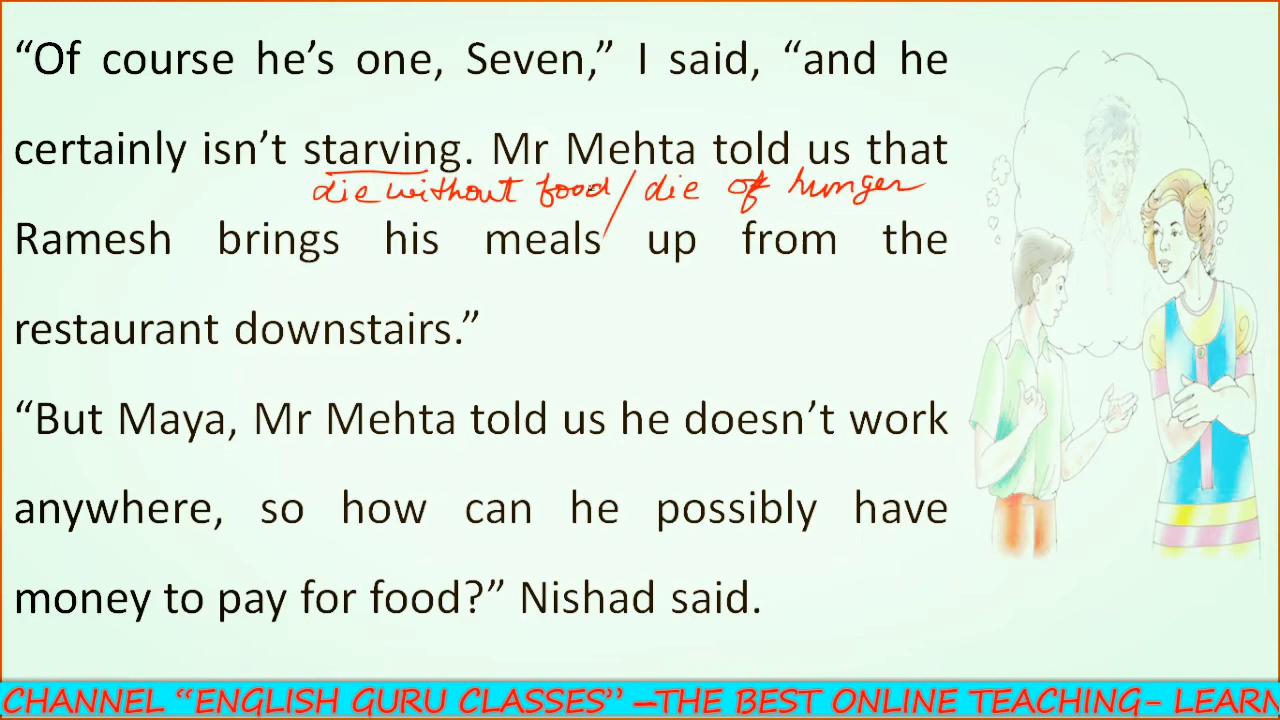 “Of course he’s one, Seven,” I said, “and he
certainly isn’t starving. Mr Mehta told us that
die without food / die of hunger
Ramesh brings his meals up from the
restaurant downstairs.”
“But Maya, Mr Mehta told us he doesn’t work
anywhere, so how can he possibly have
money to pay for food?” Nishad said.
CHANNEL “ENGLISH GURU CLASSES” –THE BEST ONLINE TEACHING– LEARN